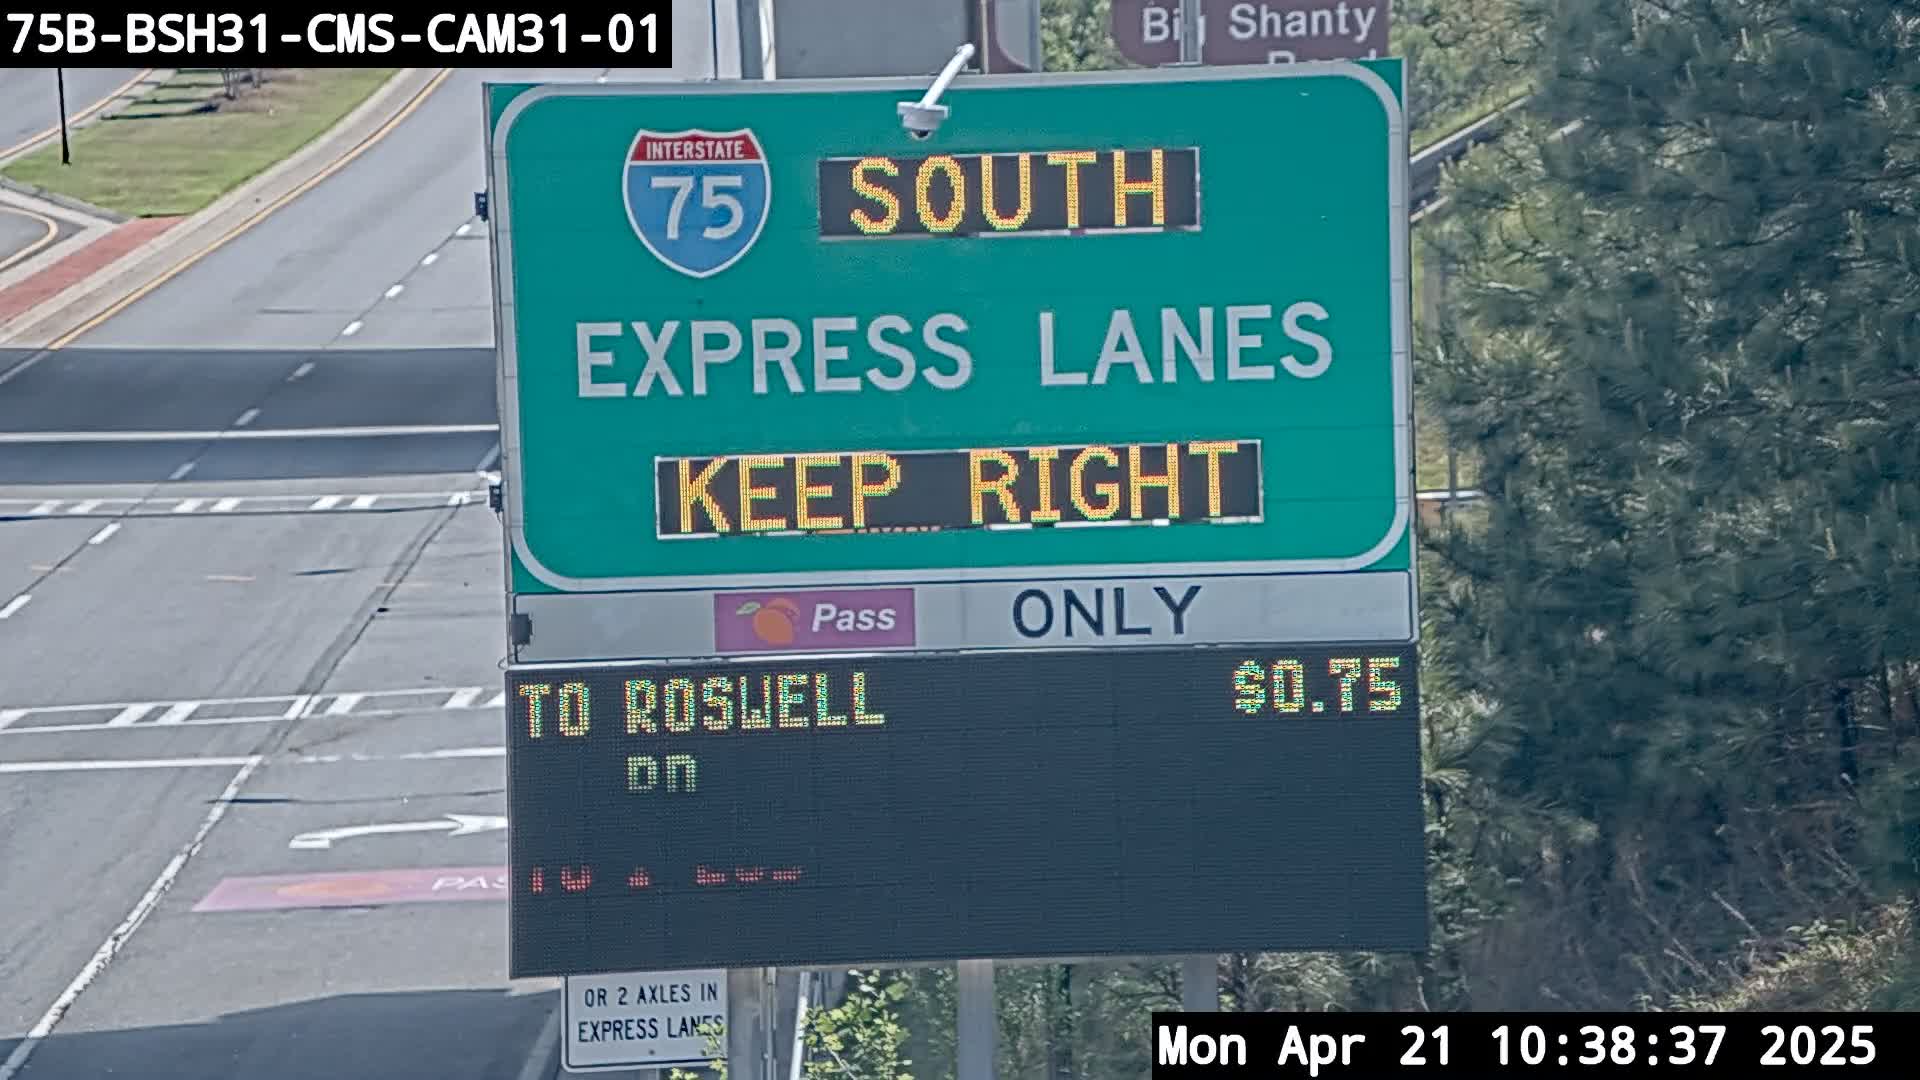 75B-BSH31-CMS-CAM31-01
Big Shanty
INTERSTATE
75
SOUTH
EXPRESS LANES
KEEP RIGHT
Pass
ONLY
TO ROSWELL $0.75
OR 2 AXLES IN
EXPRESS LANES
Mon Apr 21 10:38:37 2025